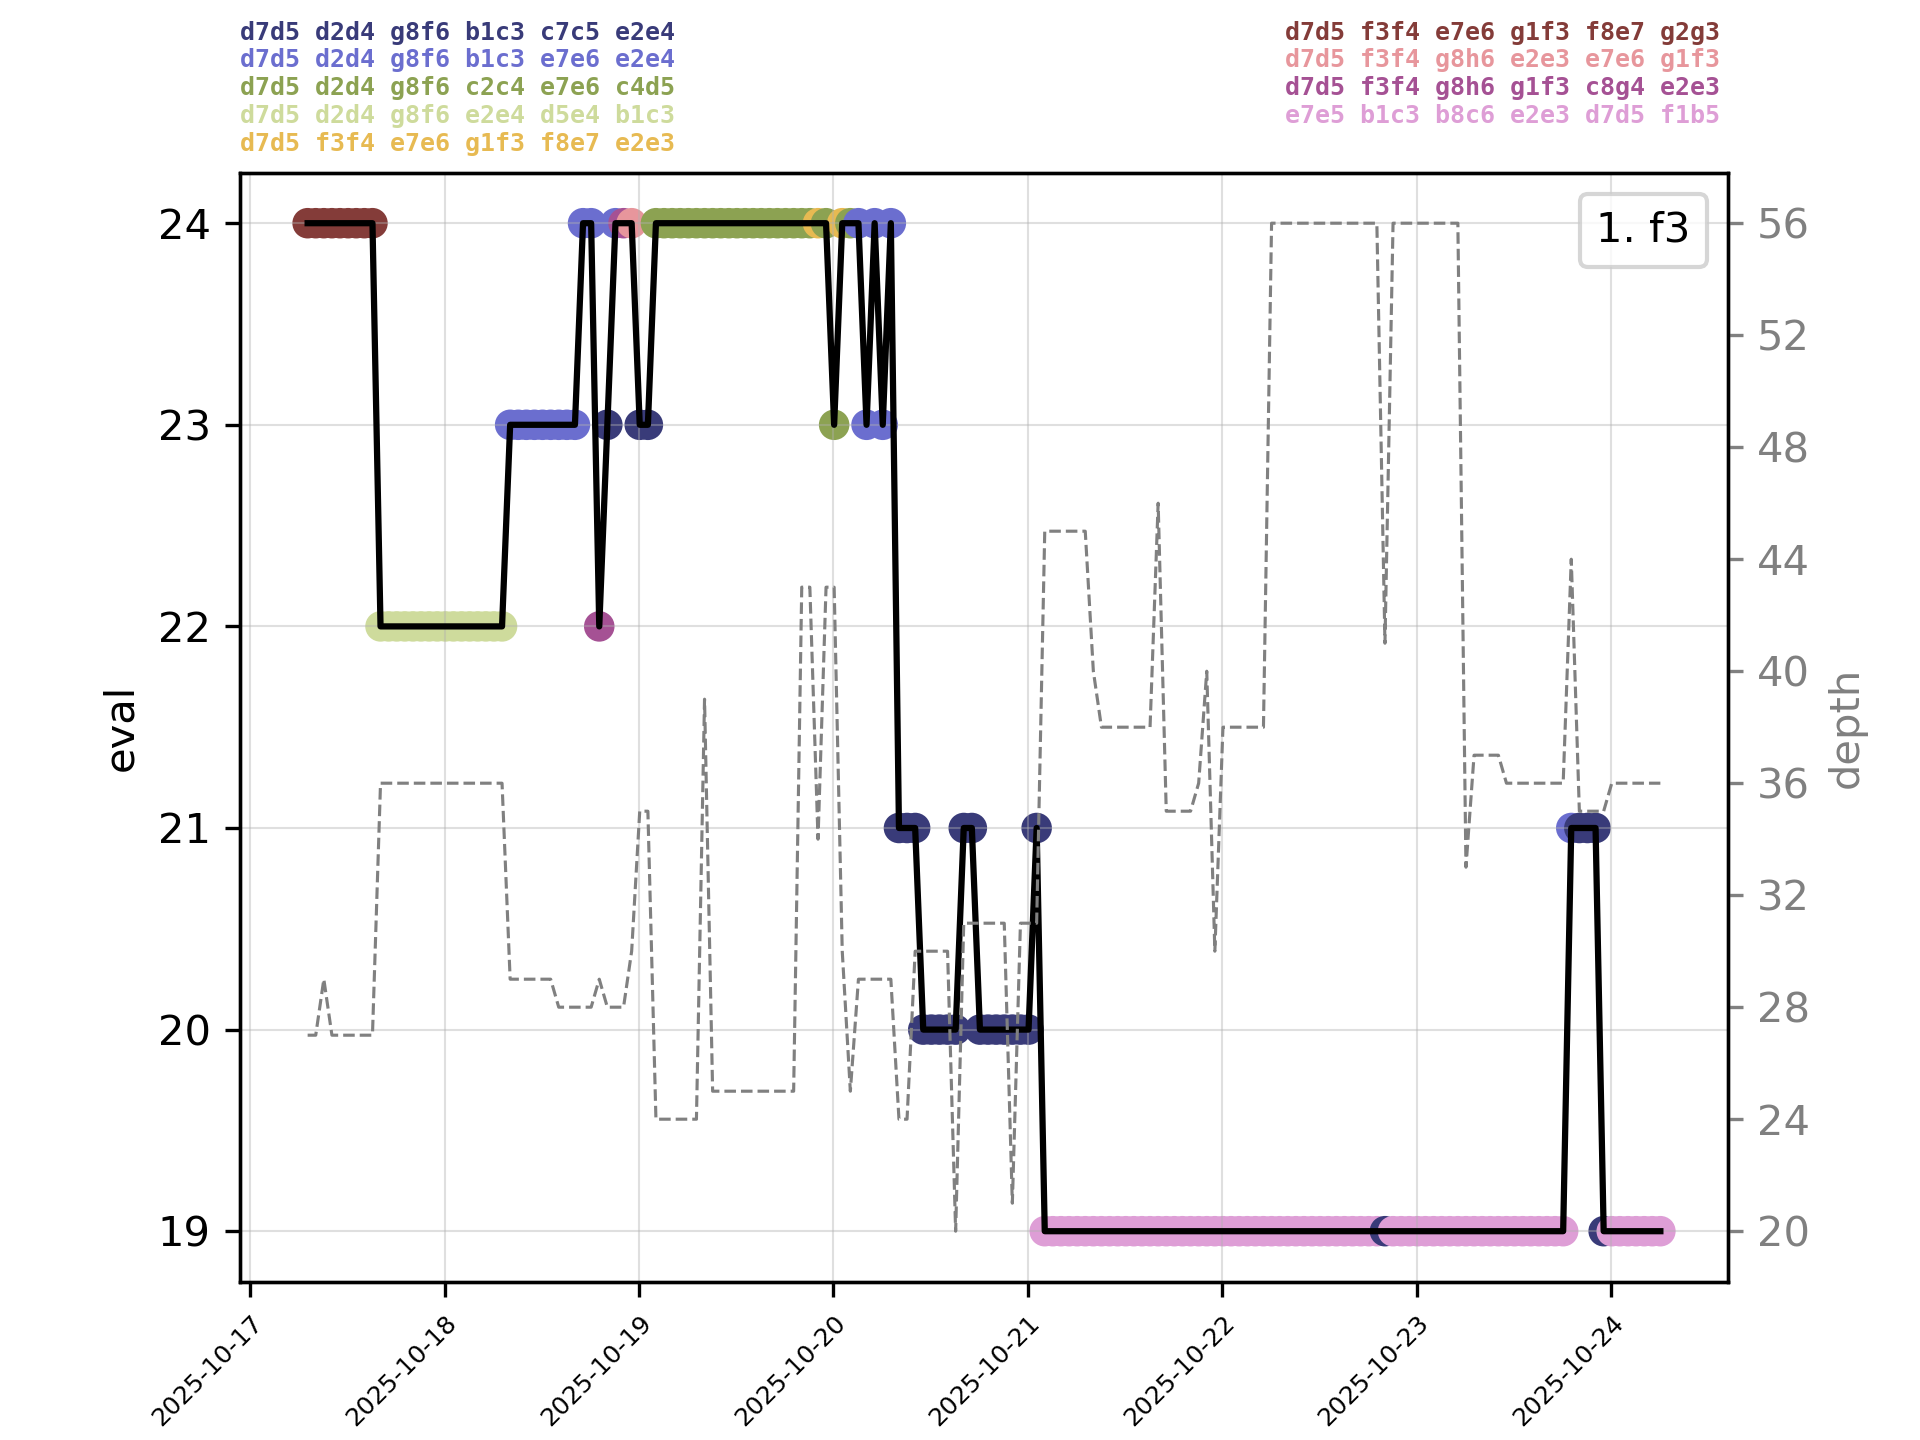 d7d5 d2d4 g8f6 b1c3 c7c5 e2e4
d7d5 d2d4 g8f6 b1c3 e7e6 e2e4
d7d5 d2d4 g8f6 c2c4 e7e6 c4d5
d7d5 d2d4 g8f6 e2e4 d5e4 b1c3
d7d5 f3f4 e7e6 g1f3 f8e7 e2e3
d7d5 f3f4 e7e6 g1f3 f8e7 g2g3
d7d5 f3f4 g8h6 e2e3 e7e6 g1f3
d7d5 f3f4 g8h6 g1f3 c8g4 e2e3
e7e5 b1c3 b8c6 e2e3 d7d5 f1b5
1. f3
eval
24
23
22
21
20
19
depth
56
52
48
44
40
36
32
28
24
20
2025-10-17
2025-10-18
2025-10-19
2025-10-20
2025-10-21
2025-10-22
2025-10-23
2025-10-24